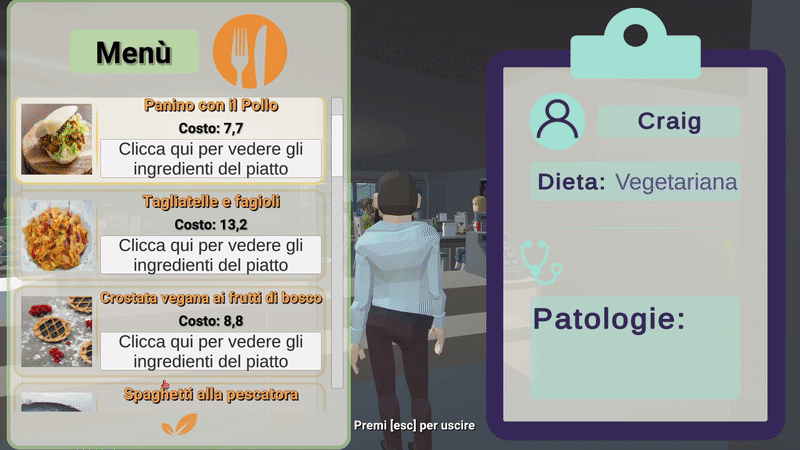 Menù
Panino con il Pollo
Costo: 7,7
Clicca qui per vedere gli
ingredienti del piatto
Tagliatelle e fagioli
Costo: 13,2
Clicca qui per vedere gli
ingredienti del piatto
Crostata vegana ai frutti di bosco
Costo: 8,8
Clicca qui per vedere gli
ingredienti del piatto
Spaghetti alla pescatora
Craig
Dieta: Vegetariana
Patologie:
Premi [esc] per uscire